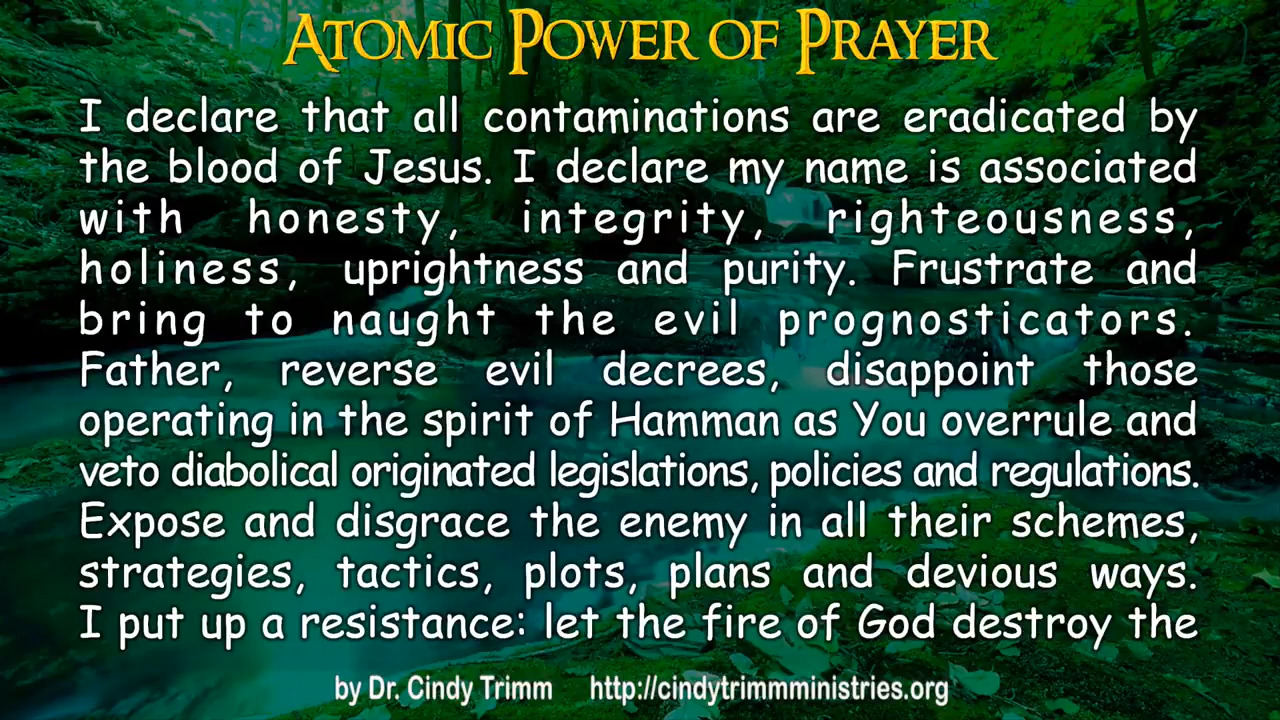 ATOMIC POWER OF PRAYER
I declare that all contaminations are eradicated by
the blood of Jesus. I declare my name is associated
with honesty, integrity, righteousness,
holiness, uprightness and purity. Frustrate and
bring to naught the evil prognosticators.
Father, reverse evil decrees, disappoint those
operating in the spirit of Hamman as You overrule and
veto diabolical originated legislations, policies and regulations.
Expose and disgrace the enemy in all their schemes,
strategies, tactics, plots, plans and devious ways.
I put up a resistance: let the fire of God destroy the
by Dr. Cindy Trimm http://cindytrimmministries.org